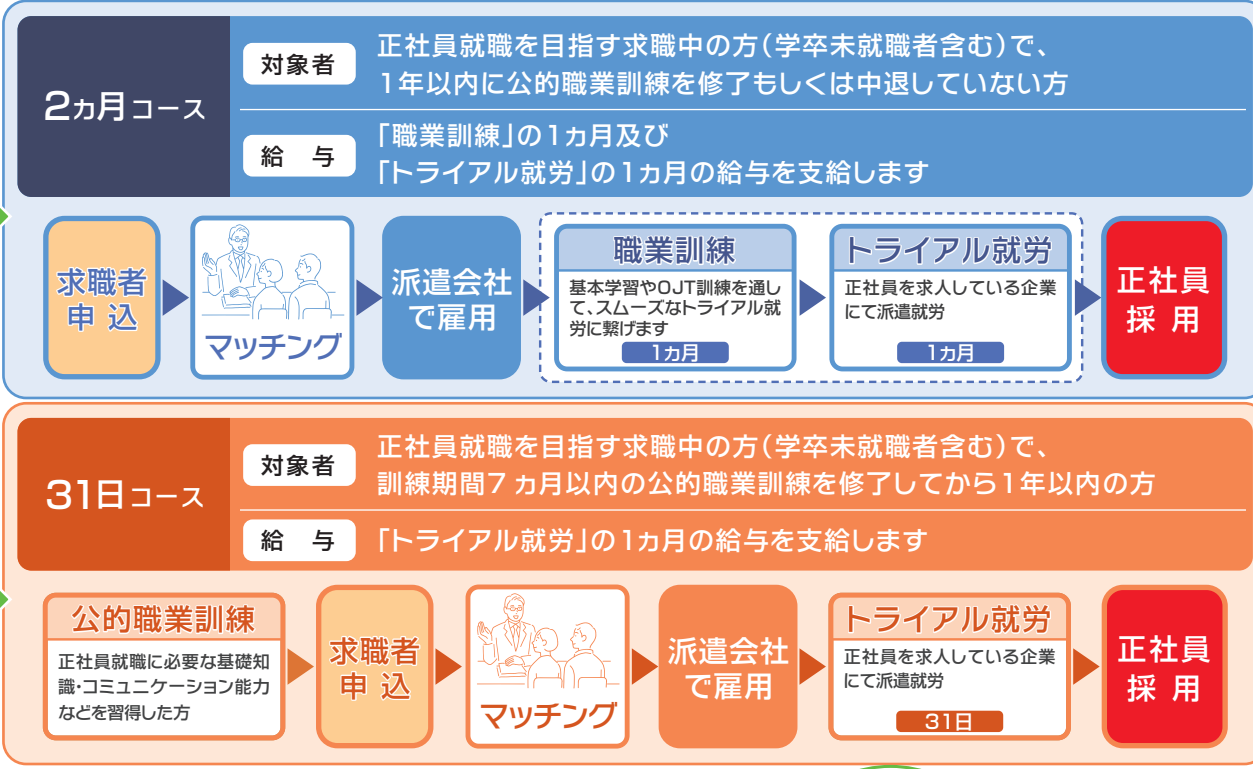 2ヵ月コース
対象者
正社員就職を目指す求職中の方(学卒未就職者含む)で、
1年以内に公的職業訓練を修了もしくは中退していない方
給 与
「職業訓練」の1ヵ月及び
「トライアル就労」の1ヵ月の給与を支給します
求職者
申 込
マッチング
派遣会社
で雇用
職業訓練
基本学習やOJT訓練を通し
て、スムーズなトライアル就
労に繋げます
1ヵ月
トライアル就労
正社員を求人している企業
にて派遣就労
1ヵ月
正社員
採 用
31日コース
対象者
正社員就職を目指す求職中の方(学卒未就職者含む)で、
訓練期間7ヵ月以内の公的職業訓練を修了してから1年以内の方
給 与
「トライアル就労」の1ヵ月の給与を支給します
公的職業訓練
正社員就職に必要な基礎知
識・コミュニケーション能力
などを習得した方
求職者
申 込
マッチング
派遣会社
で雇用
トライアル就労
正社員を求人している企業
にて派遣就労
31日
正社員
採 用